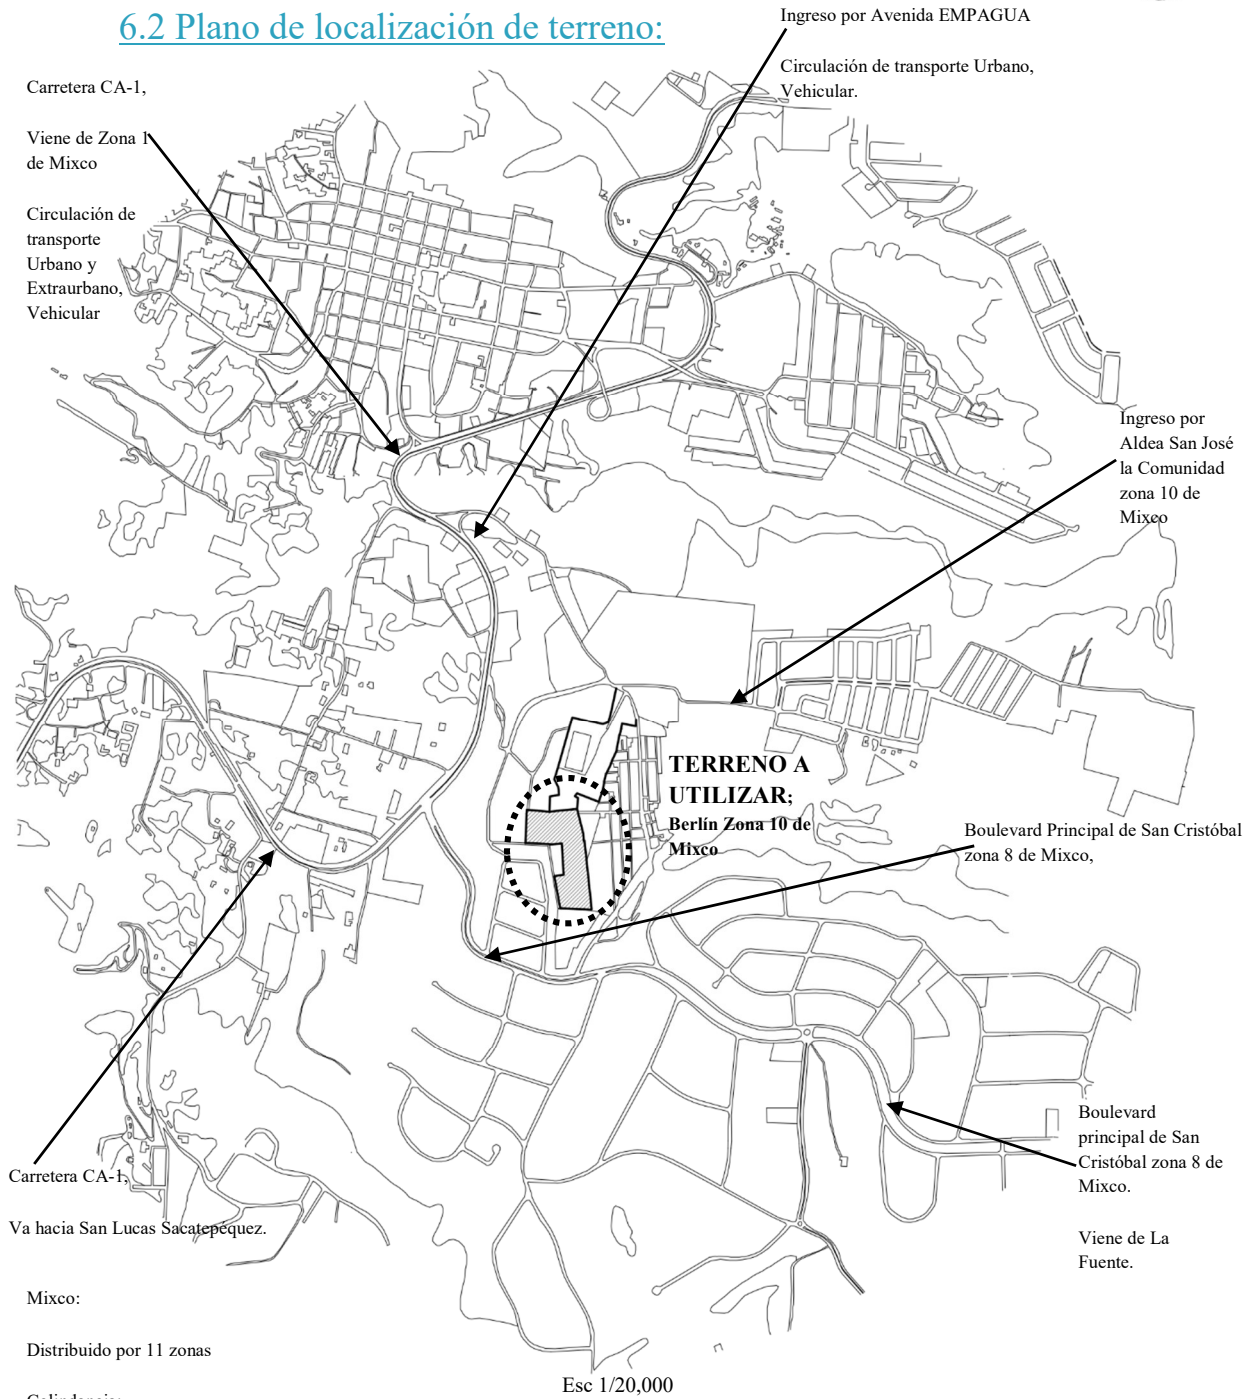 6.2 Plano de localización de terreno:
Ingreso por Avenida EMPAGUA
Circulación de transporte Urbano,
Vehicular.
Carretera CA-1,
Viene de Zona 1
de Mixco
Circulación de
transporte
Urbano y
Extraurbano,
Vehicular
Ingreso por
Aldea San José
la Comunidad
zona 10 de
Mixco
TERRENO A
UTILIZAR;
Berlín Zona 10 de
Mixco
Boulevard Principal de San Cristóbal
zona 8 de Mixco,
Boulevard
principal de San
Cristóbal zona 8 de
Mixco.
Viene de La
Fuente.
Carretera CA-1,
Va hacia San Lucas Sacatepéquez.
Mixco:
Distribuido por 11 zonas
Esc 1/20,000